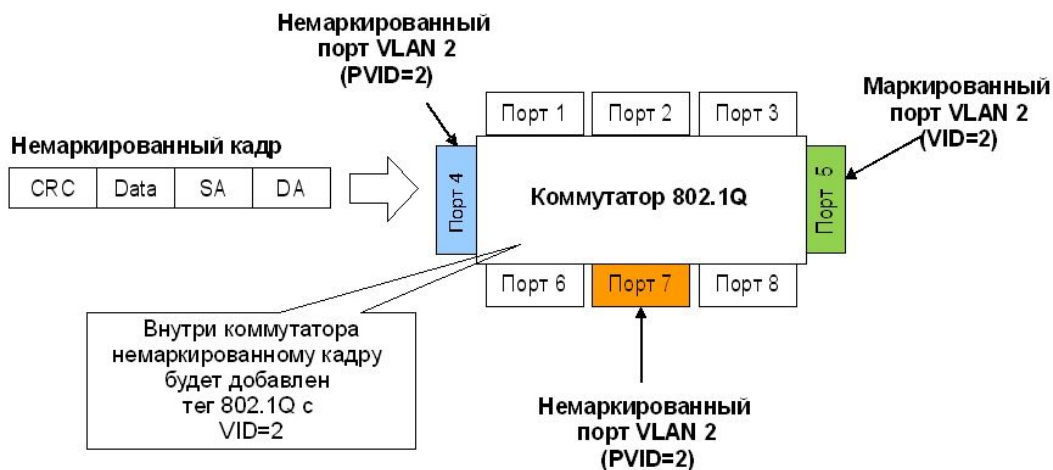 Немаркированный
порт VLAN 2
(PVID=2)
Порт 1
Порт 2
Порт 3
Маркированный
порт VLAN 2
(VID=2)
Немаркированный кадр
CRC
Data
SA
DA
Порт 4
Коммутатор 802.1Q
Порт 5
Порт 6
Порт 7
Порт 8
Внутри коммутатора
немаркированному кадру
будет добавлен
тег 802.1Q с
VID=2
Немаркированный
порт VLAN 2
(PVID=2)